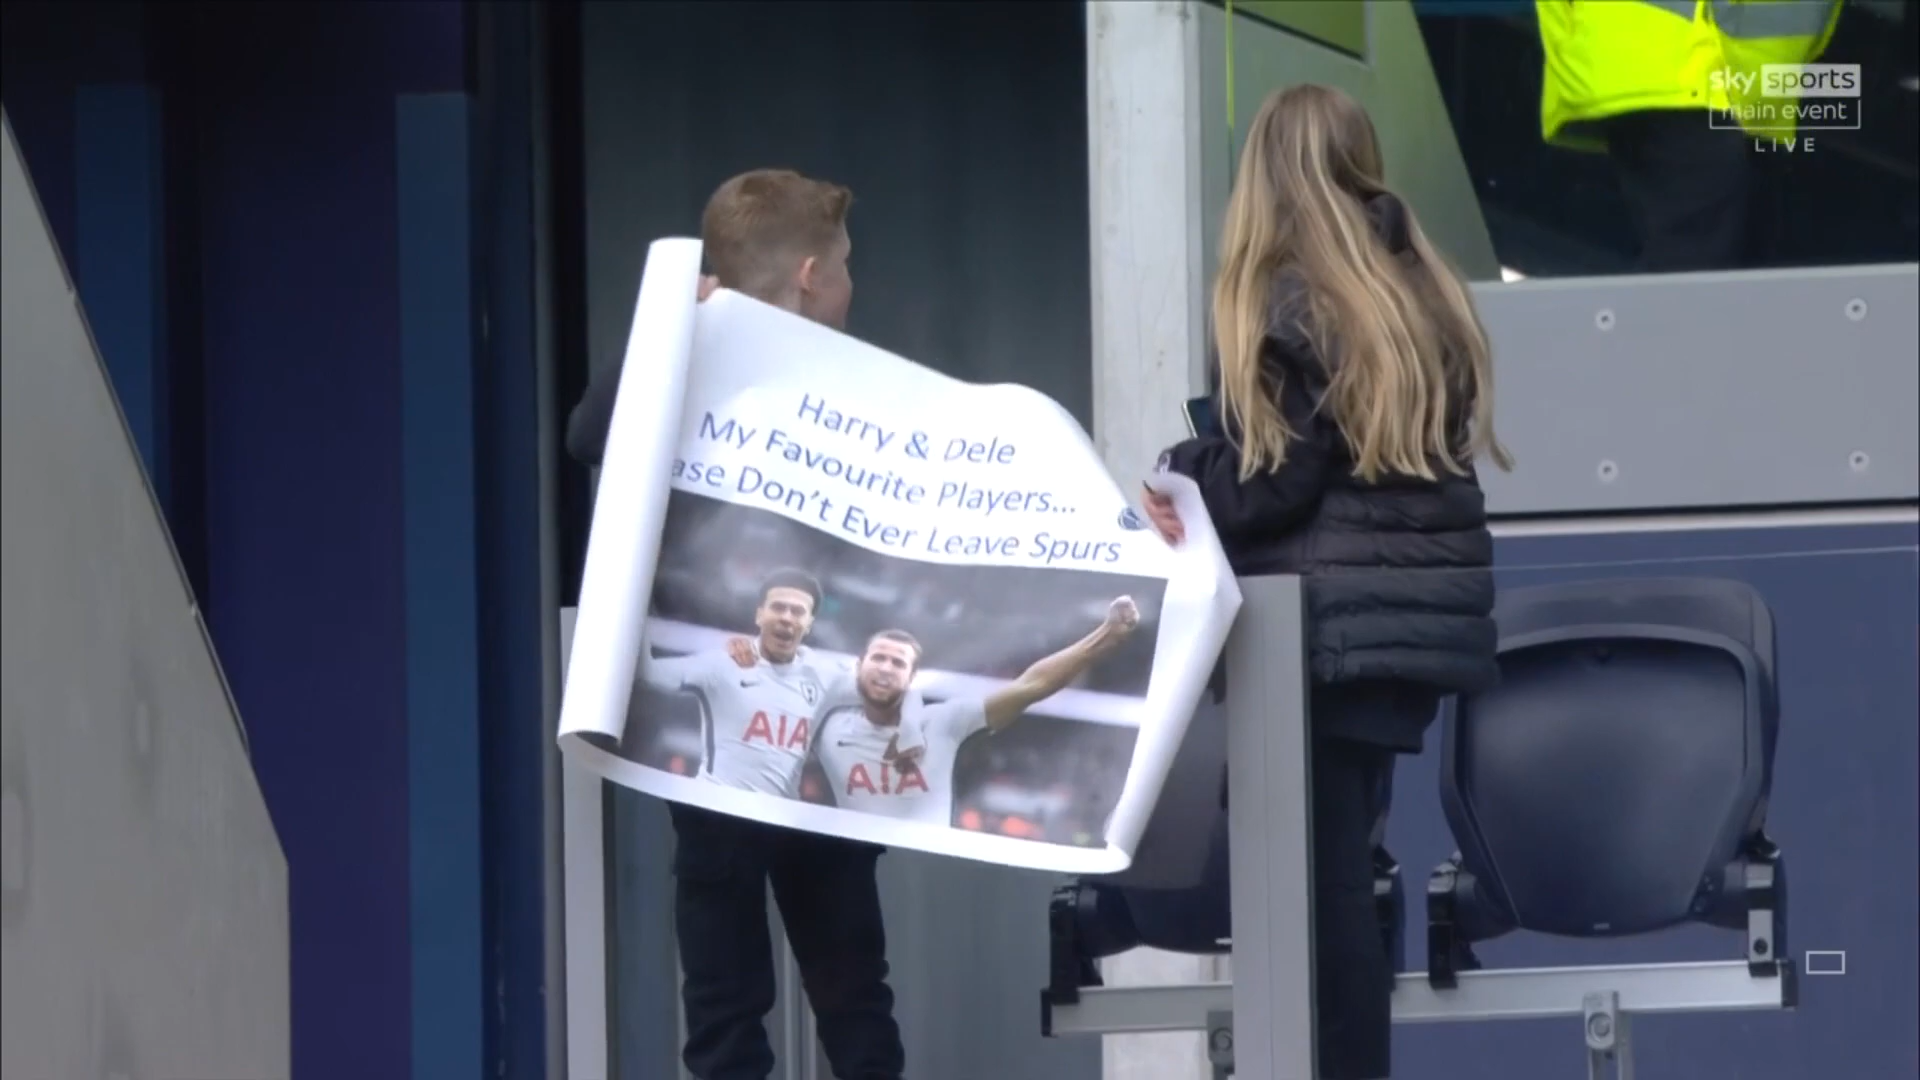 sky sports
main event
LIVE
Harry & Dele
My Favourite Players...
ase Don't Ever Leave Spurs
AIA
AIA